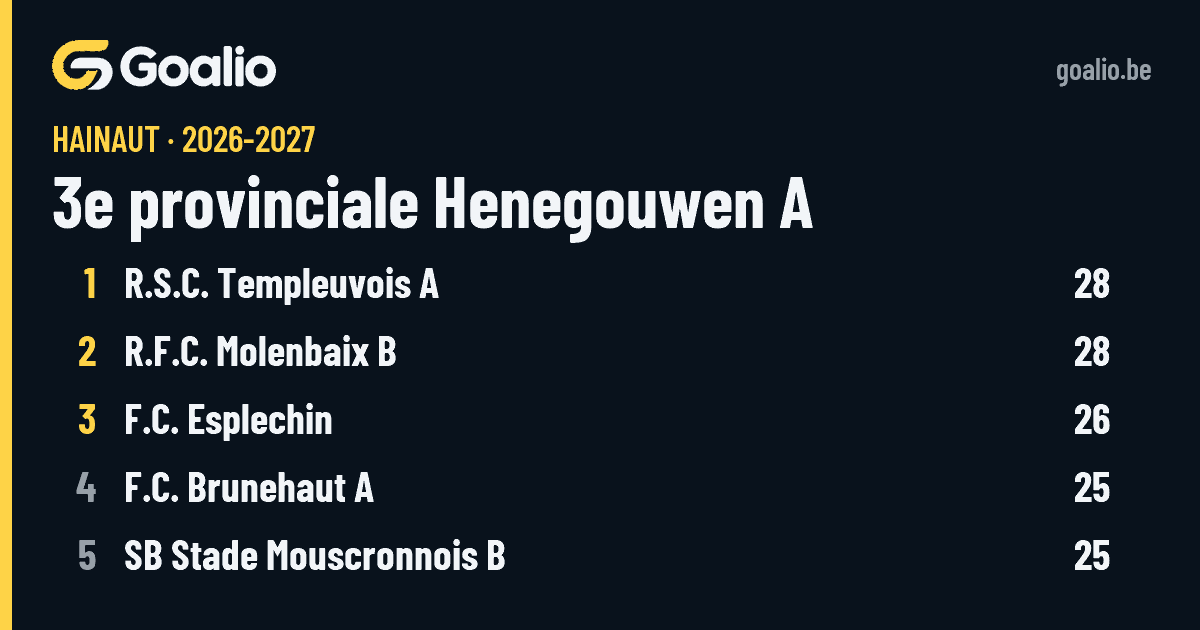 Goalio
goalio.be
HAINAUT · 2026-2027
3e provinciale Henegouwen A
1 R.S.C. Templeuvois A 28
2 R.F.C. Molenbaix B 28
3 F.C. Esplechin 26
4 F.C. Brunehaut A 25
5 SB Stade Mouscronnois B 25